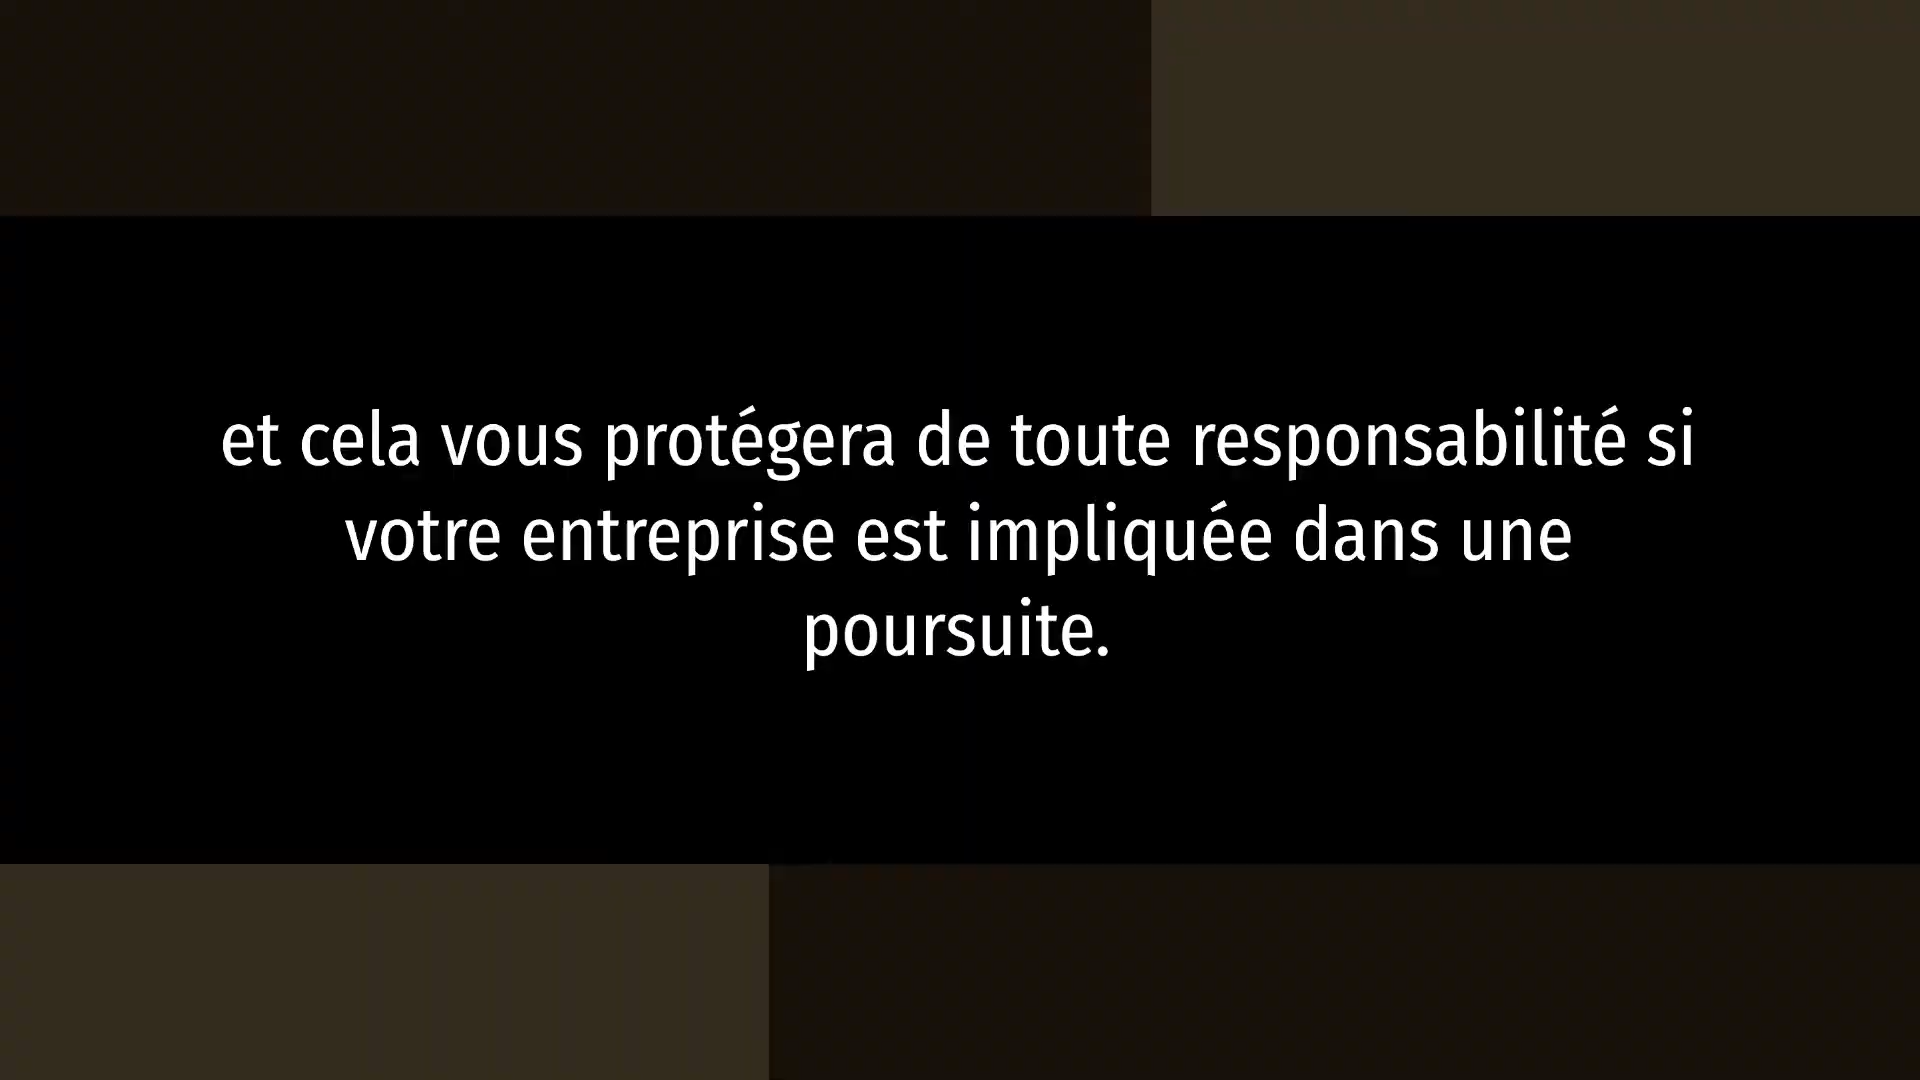 et cela vous protégera de toute responsabilité si
votre entreprise est impliquée dans une
poursuite.